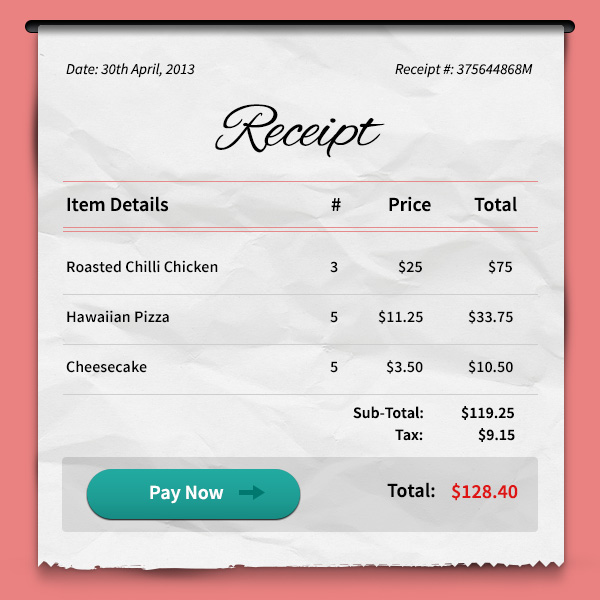 Date: 30th April, 2013 Receipt #: 375644868M
Receipt
Item Details # Price Total
Roasted Chilli Chicken 3 $25 $75
Hawaiian Pizza 5 $11.25 $33.75
Cheesecake 5 $3.50 $10.50
Sub-Total: $119.25
Tax: $9.15
Pay Now Total: $128.40